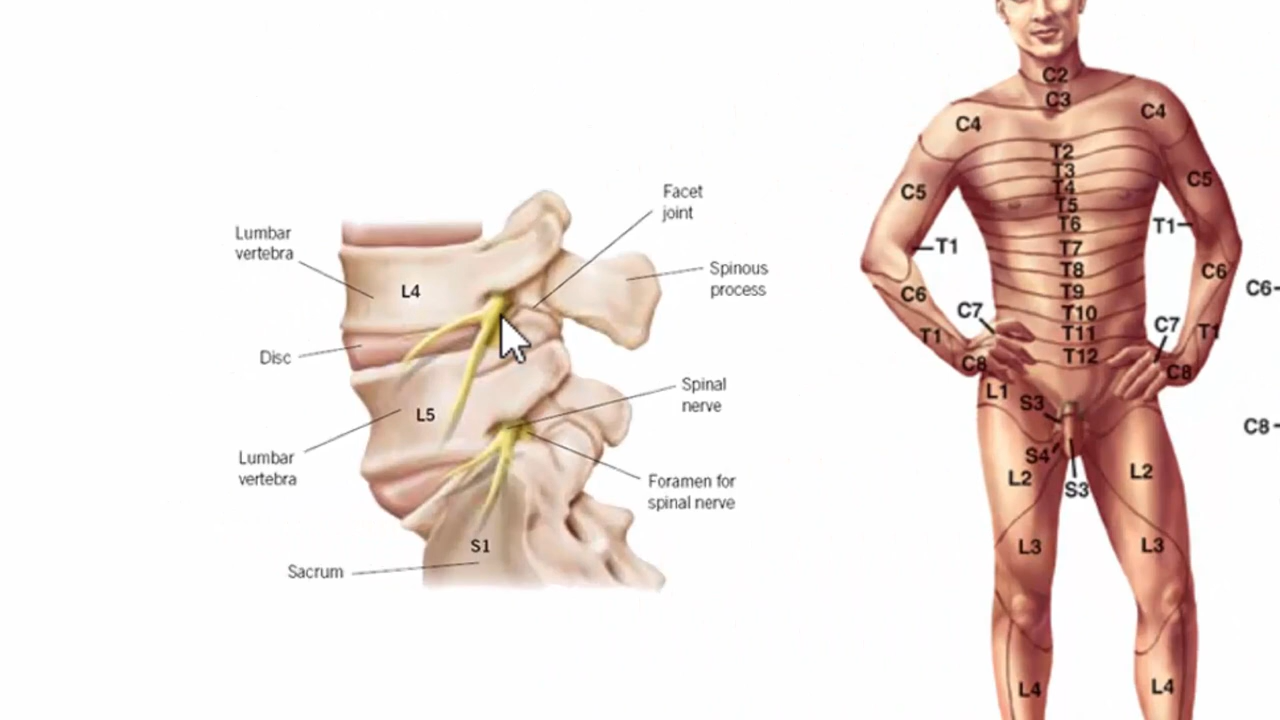 Facet
joint
Lumbar
vertebra
Spinous
process
L4
Disc
Spinal
nerve
L5
Lumbar
vertebra
Foramen for
spinal nerve
S1
Sacrum
C2
C3
C4
C4
T2
T3
T4
T5
C5
C5
T6
T1
T7
T1
T8
C6
T9
C6
C6
T10
C7
C7
T11
T1
T1
T12
C8
C8
L1
S3
C8
S4
L2
L2
S3
L3
L3
L4
L4